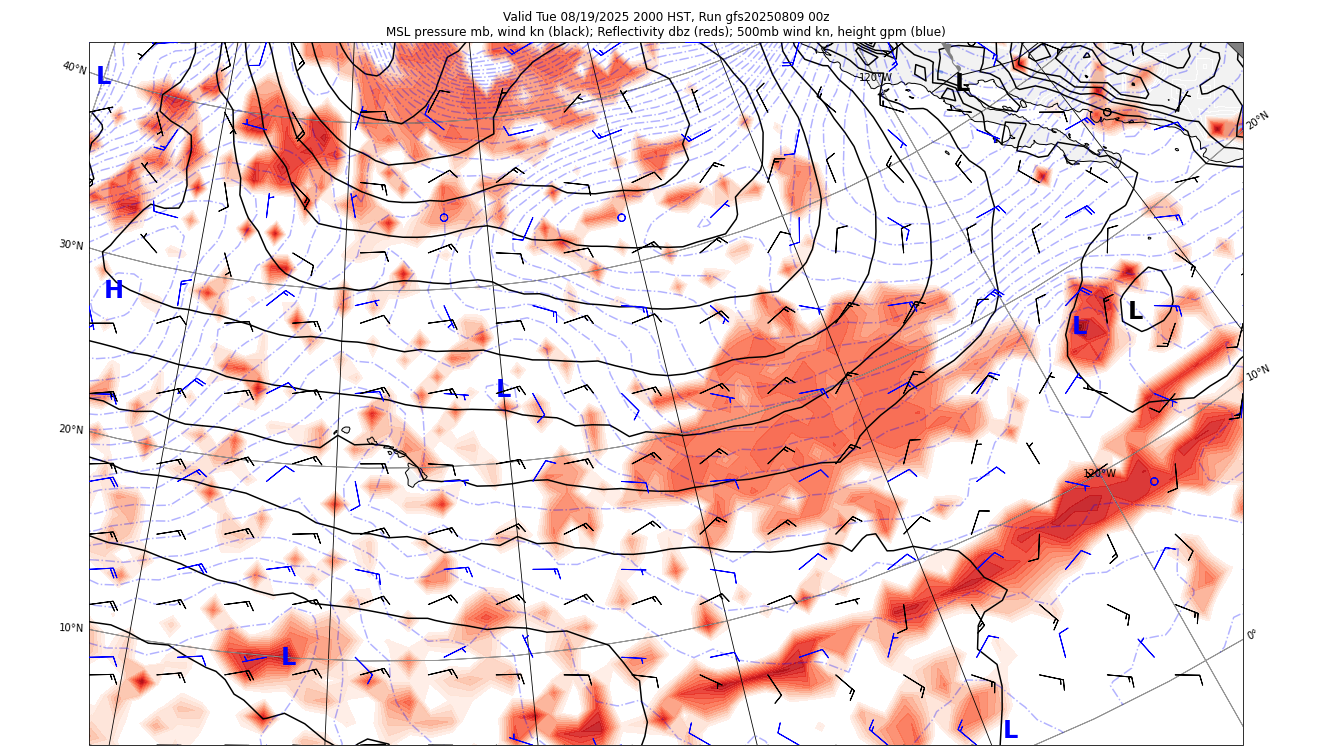 Valid Tue 08/19/2025 2000 HST, Run gfs20250809 00z
MSL pressure mb, wind kn (black); Reflectivity dbz (reds); 500mb wind kn, height gpm (blue)
40°N
L
120°W
L
20°N
30°N
H
L
L
10°N
L
20°N
120°W
10°N
L
0°
L